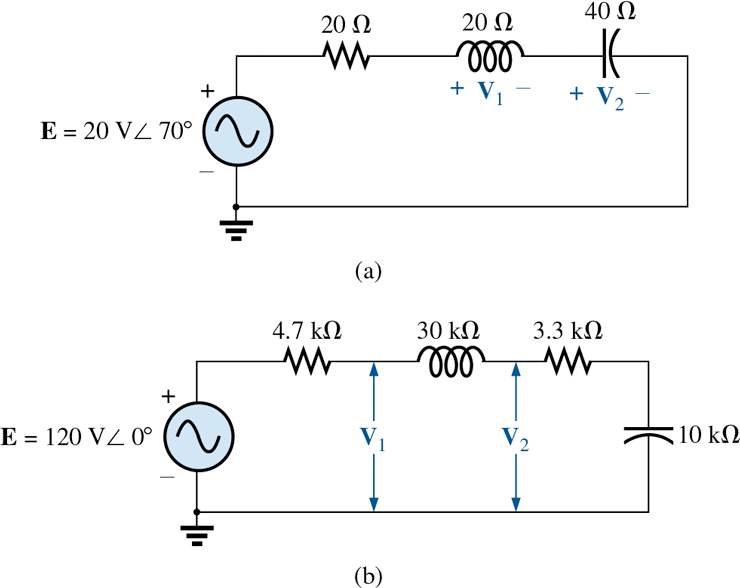 20 Ω 20 Ω 40 Ω
+ V₁ − + V₂ −
+
E = 20 V∠ 70°
−
(a)
4.7 kΩ 30 kΩ 3.3 kΩ
+
E = 120 V∠ 0° V₁ V₂ 10 kΩ
−
(b)